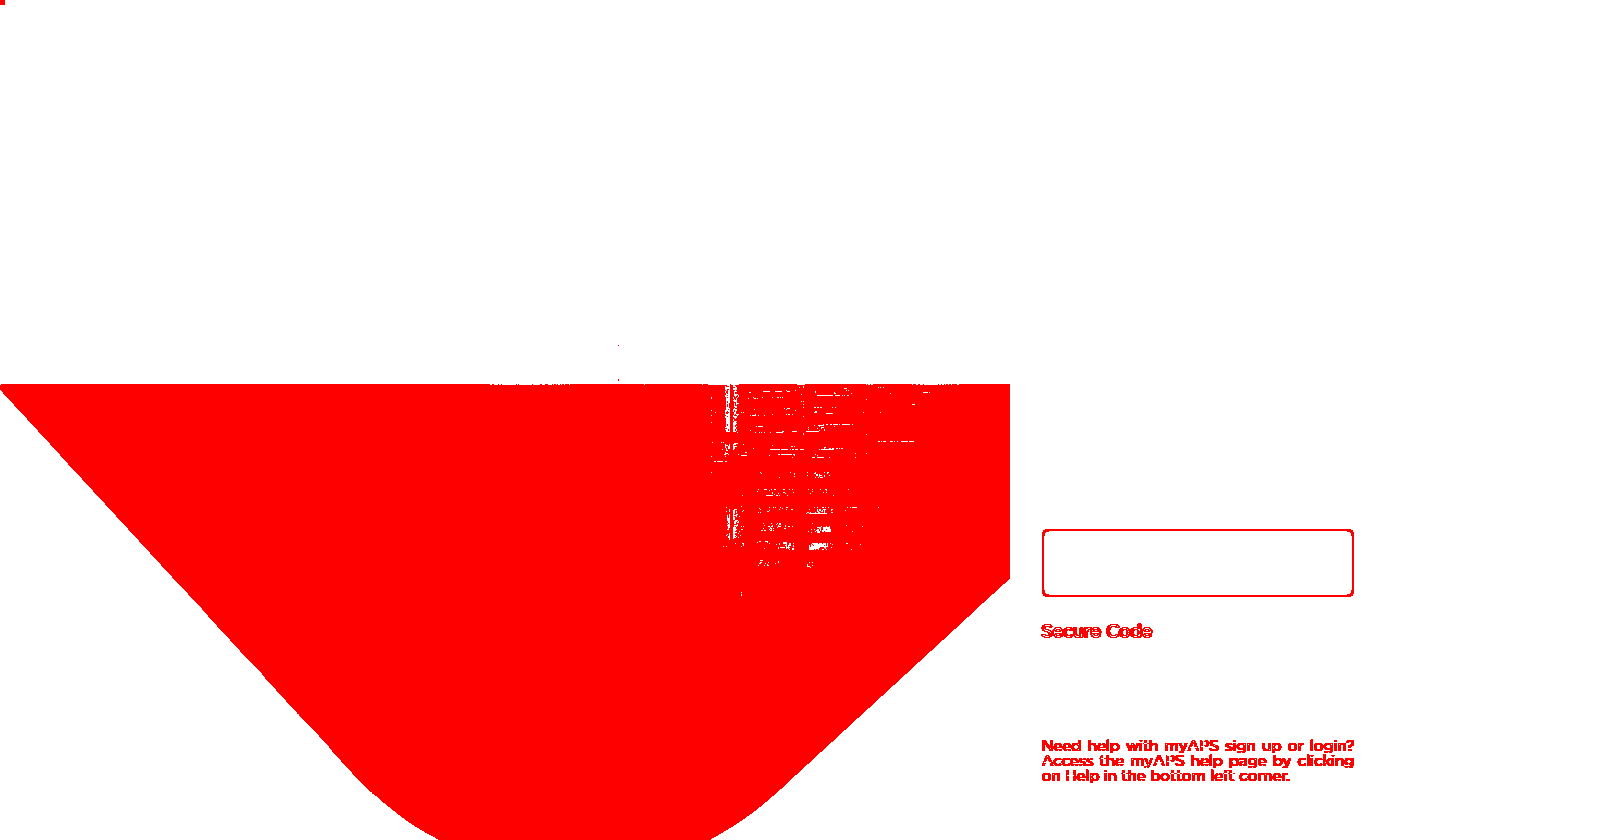 Secure Code
Need help with myAPS sign up or login?
Access the myAPS help page by clicking
on Help in the bottom left corner.